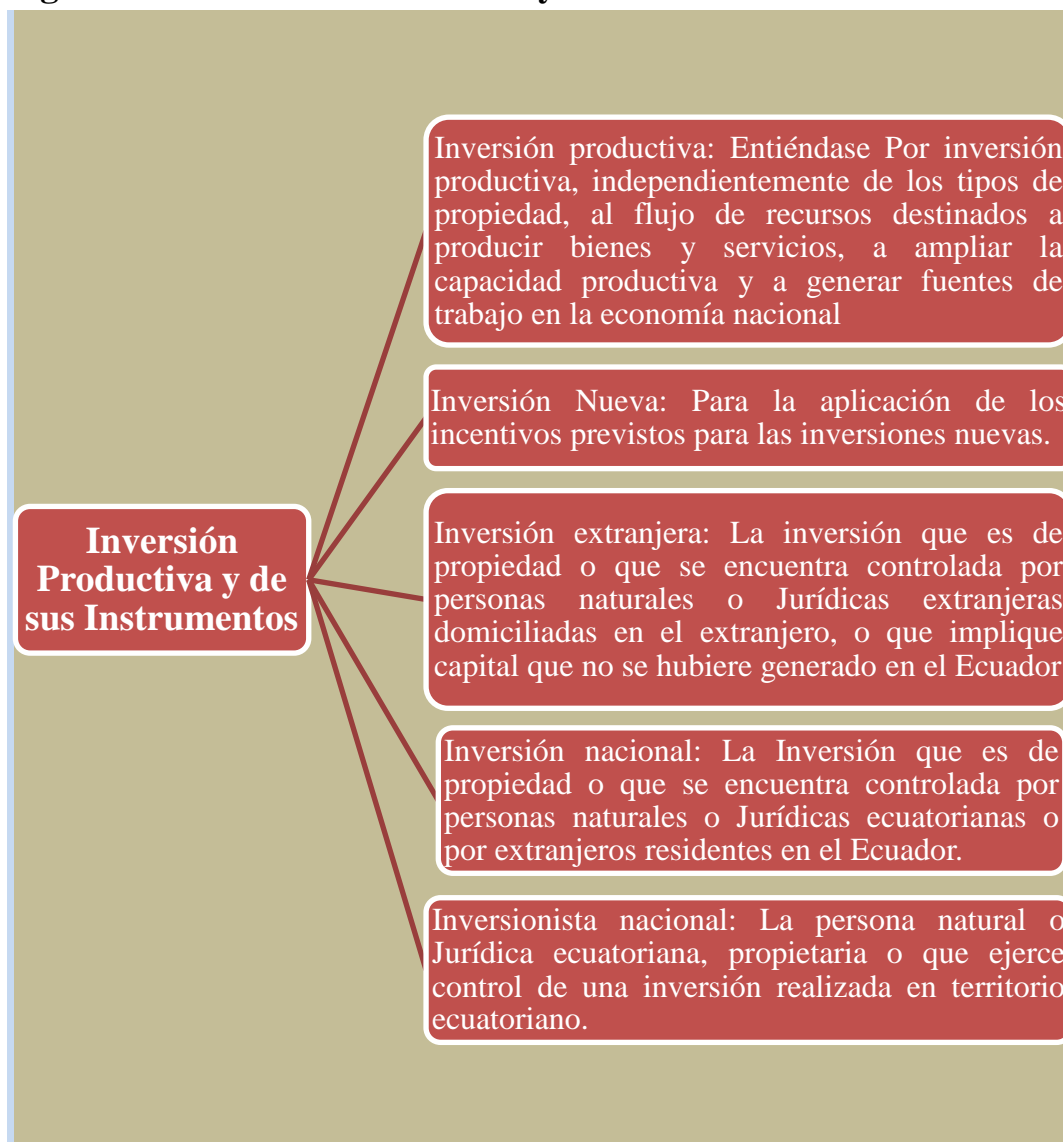 Inversión productiva: Entiéndase Por inversión
productiva, independientemente de los tipos de
propiedad, al flujo de recursos destinados a
producir bienes y servicios, a ampliar la
capacidad productiva y a generar fuentes de
trabajo en la economía nacional
Inversión Nueva: Para la aplicación de los
incentivos previstos para las inversiones nuevas.
Inversión
Productiva y de
sus Instrumentos
Inversión extranjera: La inversión que es de
propiedad o que se encuentra controlada por
personas naturales o Jurídicas extranjeras
domiciliadas en el extranjero, o que implique
capital que no se hubiere generado en el Ecuador
Inversión nacional: La Inversión que es de
propiedad o que se encuentra controlada por
personas naturales o Jurídicas ecuatorianas o
por extranjeros residentes en el Ecuador.
Inversionista nacional: La persona natural o
Jurídica ecuatoriana, propietaria o que ejerce
control de una inversión realizada en territorio
ecuatoriano.